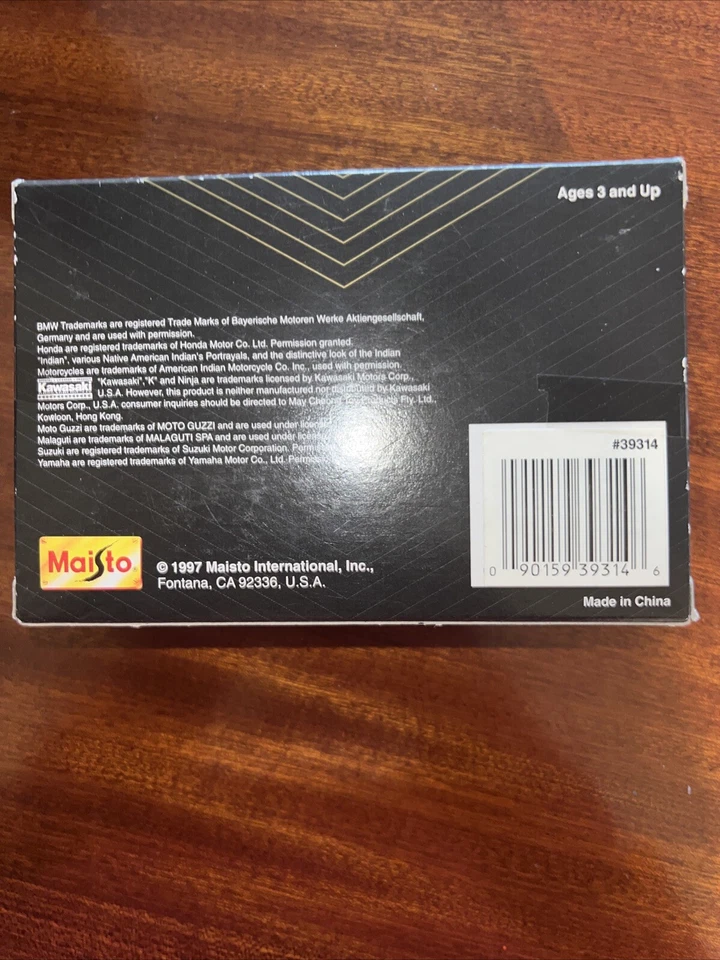 Ages 3 and Up
BMW Trademarks are registered Trade Marks of Bayerische Motoren Werke Aktiengesellschaft,
Germany and are used with permission.
Honda are registered trademarks of Honda Motor Co. Ltd. Permission granted.
"Indian", various Native American Indian's Portrayals, and the distinctive look of the Indian
Motorcycles are trademarks of American Indian Motorcycle Co. Inc., used with permission.
Kawasaki "Kawasaki","K" and Ninja are trademarks licensed by Kawasaki Motors Corp.,
U.S.A. However, this product is neither manufactured nor distributed by Kawasaki
Motors Corp., U.S.A. consumer inquiries should be directed to May Cheong Products Fty. Ltd.,
Kowloon, Hong Kong.
Moto Guzzi are trademarks of MOTO GUZZI and are used under
Malaguti are trademarks of MALAGUTI SPA and are used under
Suzuki are registered trademarks of Suzuki Motor Corporation.
Yamaha are registered trademarks of Yamaha Motor Co., Ltd.
#39314
0 90159 39314 6
Maisto
© 1997 Maisto International, Inc.,
Fontana, CA 92336, U.S.A.
Made in China